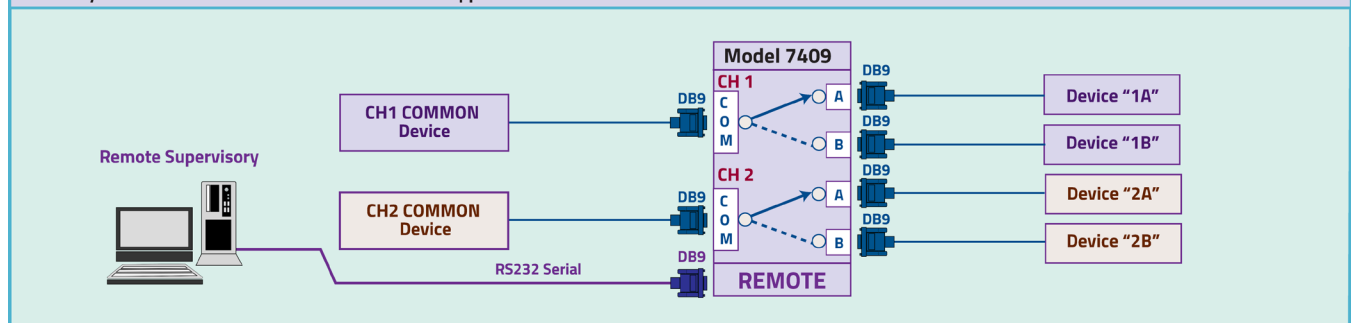 Model 7409
CH 1
DB9
DB9
CH1 COMMON
Device
C
O
M
A
B
DB9
Device “1A”
Device “1B”
Remote Supervisory
CH 2
DB9
DB9
CH2 COMMON
Device
C
O
M
A
B
DB9
Device “2A”
Device “2B”
DB9
RS232 Serial
REMOTE